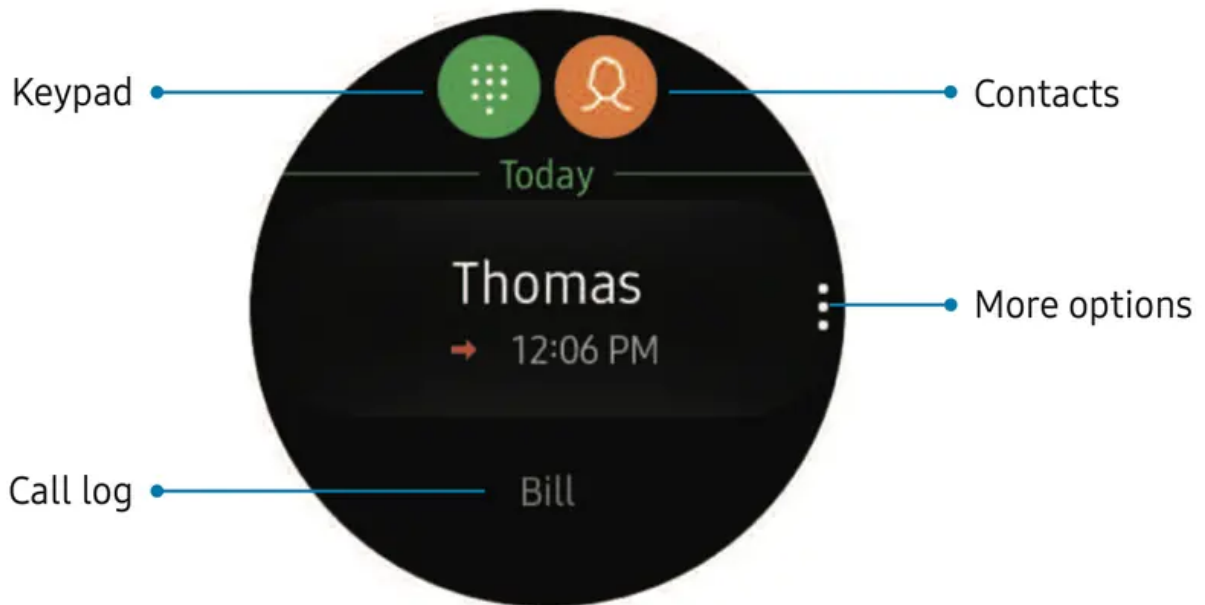 Keypad
Contacts
Today
Thomas
12:06 PM
More options
Call log
Bill